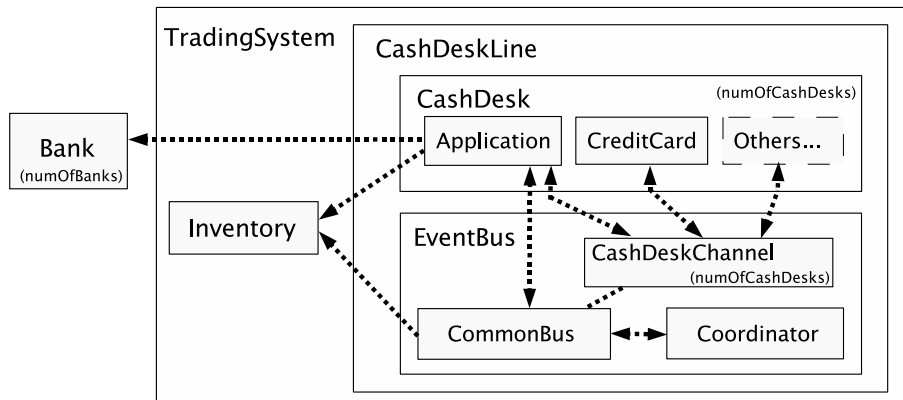 TradingSystem
CashDeskLine
CashDesk
(numOfCashDesks)
Application
CreditCard
Others...
Bank
(numOfBanks)
Inventory
EventBus
CashDeskChannel
(numOfCashDesks)
CommonBus
Coordinator